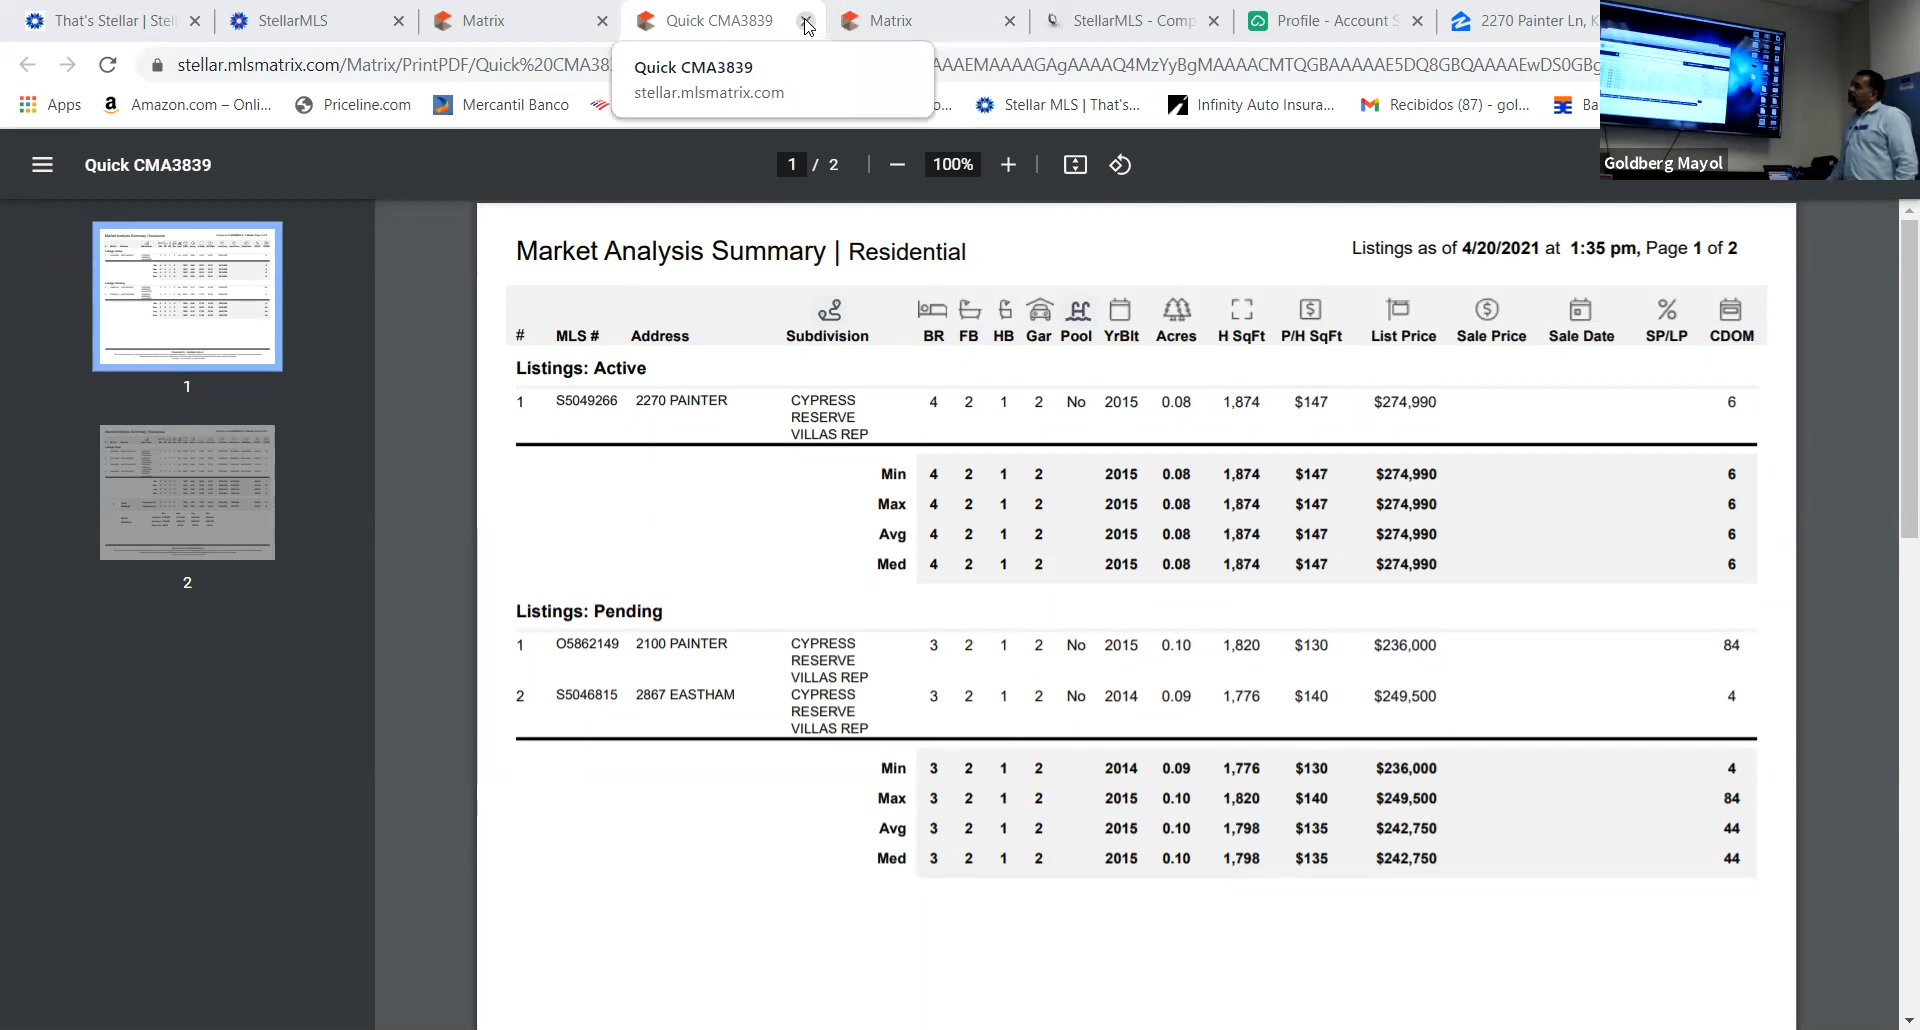 That's Stellar | Stel
StellarMLS
Matrix
Quick CMA3839
Matrix
StellarMLS - Comp
Profile - Account S
2270 Painter Ln, K
Quick CMA3839
stellar.mlsmatrix.com
Apps
Amazon.com – Onli...
Priceline.com
Mercantil Banco
Stellar MLS | That's...
Infinity Auto Insura...
Recibidos (87) - gol...
Ba
Goldberg Mayol
Quick CMA3839
1 / 2
100%
1
2
Market Analysis Summary | Residential
Listings as of 4/20/2021 at 1:35 pm, Page 1 of 2
# MLS # Address Subdivision BR FB HB Gar Pool YrBlt Acres H SqFt P/H SqFt List Price Sale Price Sale Date SP/LP CDOM
Listings: Active
1 S5049266 2270 PAINTER CYPRESS 4 2 1 2 No 2015 0.08 1,874 $147 $274,990 6
RESERVE
VILLAS REP
Min 4 2 1 2 2015 0.08 1,874 $147 $274,990 6
Max 4 2 1 2 2015 0.08 1,874 $147 $274,990 6
Avg 4 2 1 2 2015 0.08 1,874 $147 $274,990 6
Med 4 2 1 2 2015 0.08 1,874 $147 $274,990 6
Listings: Pending
1 O5862149 2100 PAINTER CYPRESS 3 2 1 2 No 2015 0.10 1,820 $130 $236,000 84
RESERVE
VILLAS REP
2 S5046815 2867 EASTHAM CYPRESS 3 2 1 2 No 2014 0.09 1,776 $140 $249,500 4
RESERVE
VILLAS REP
Min 3 2 1 2 2014 0.09 1,776 $130 $236,000 4
Max 3 2 1 2 2015 0.10 1,820 $140 $249,500 84
Avg 3 2 1 2 2015 0.10 1,798 $135 $242,750 44
Med 3 2 1 2 2015 0.10 1,798 $135 $242,750 44